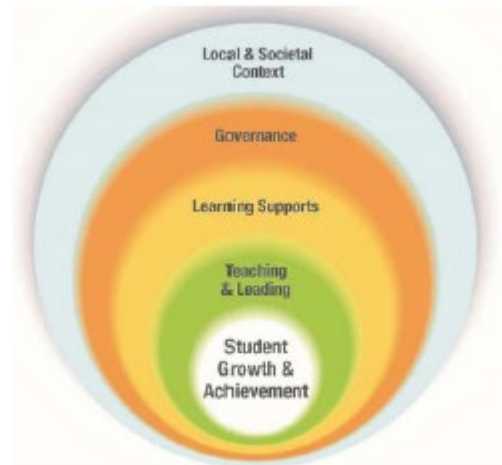 Local & Societal
Context
Governance
Learning Supports
Teaching
& Leading
Student
Growth &
Achievement